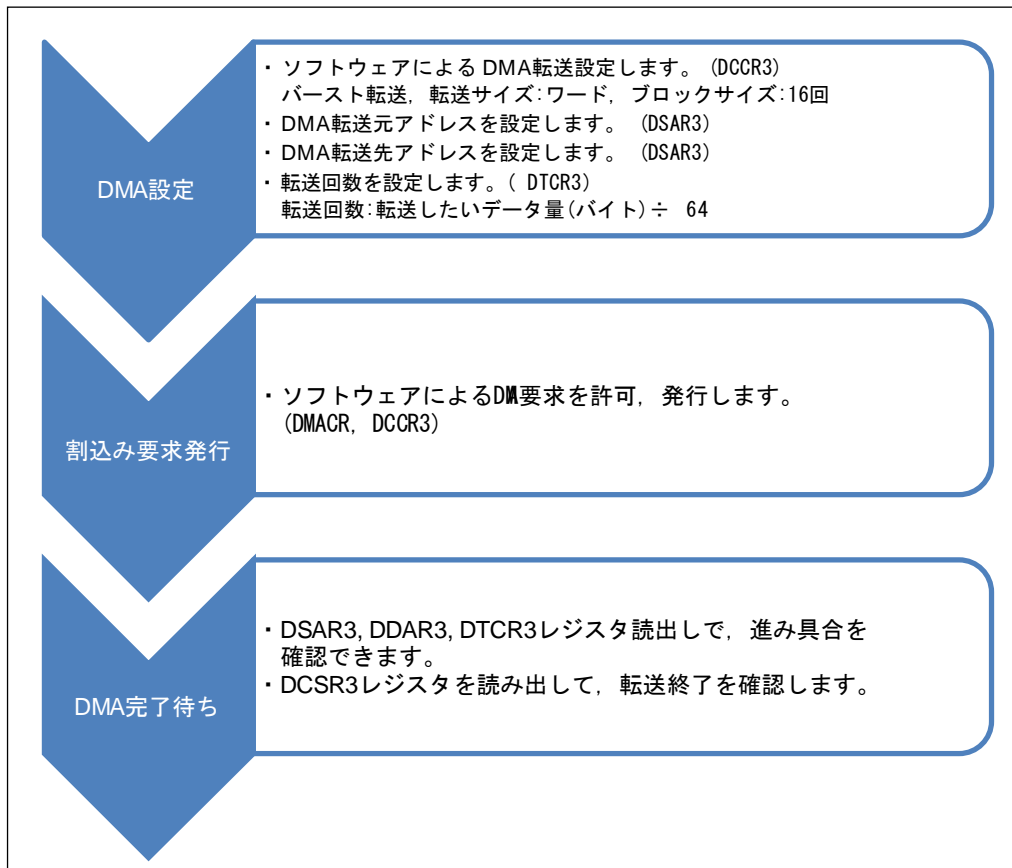 DMA設定
・ ソフトウェアによる DMA転送設定します。 (DCCR3)
バースト転送, 転送サイズ:ワード, ブロックサイズ:16回
・ DMA転送元アドレスを設定します。 (DSAR3)
・ DMA転送先アドレスを設定します。 (DSAR3)
・ 転送回数を設定します。( DTCR3)
転送回数:転送したいデータ量(バイト)÷ 64
割込み要求発行
・ソフトウェアによるDMA要求を許可, 発行します。
(DMACR, DCCR3)
DMA完了待ち
・DSAR3, DDAR3, DTCR3レジスタ読出しで, 進み具合を
確認できます。
・DCSR3レジスタを読み出して, 転送終了を確認します。